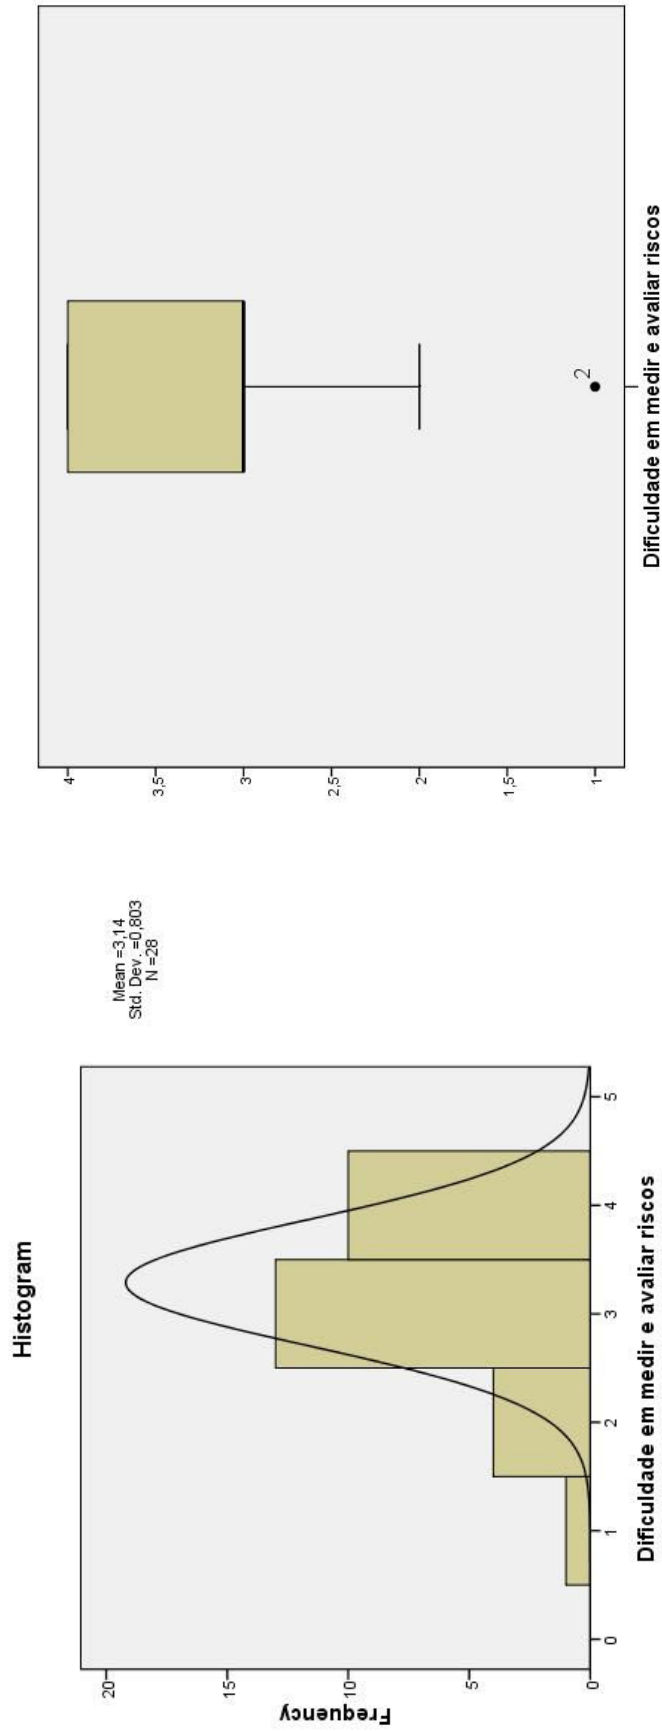 Histogram
Mean =3,14
Std. Dev. =0,803
N =28
Frequency
20
15
10
5
0
0
1
2
3
4
5
Dificuldade em medir e avaliar riscos
4
3,5
3
2,5
2
1,5
1
2
Dificuldade em medir e avaliar riscos